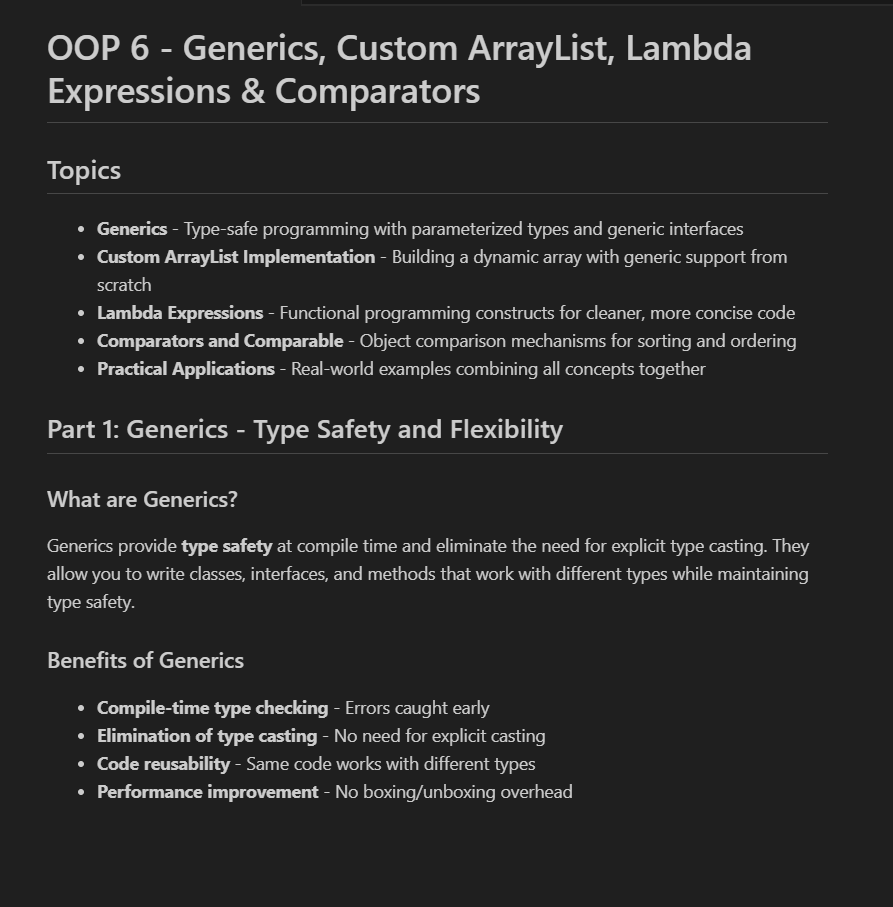 OOP 6 - Generics, Custom ArrayList, Lambda
Expressions & Comparators
Topics
• Generics - Type-safe programming with parameterized types and generic interfaces
• Custom ArrayList Implementation - Building a dynamic array with generic support from
scratch
• Lambda Expressions - Functional programming constructs for cleaner, more concise code
• Comparators and Comparable - Object comparison mechanisms for sorting and ordering
• Practical Applications - Real-world examples combining all concepts together
Part 1: Generics - Type Safety and Flexibility
What are Generics?
Generics provide type safety at compile time and eliminate the need for explicit type casting. They
allow you to write classes, interfaces, and methods that work with different types while maintaining
type safety.
Benefits of Generics
• Compile-time type checking - Errors caught early
• Elimination of type casting - No need for explicit casting
• Code reusability - Same code works with different types
• Performance improvement - No boxing/unboxing overhead